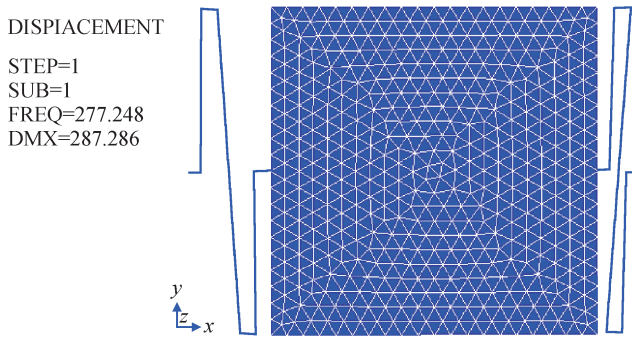 DISPIACEMENT
STEP=1
SUB=1
FREQ=277.248
DMX=287.286
y
z
x